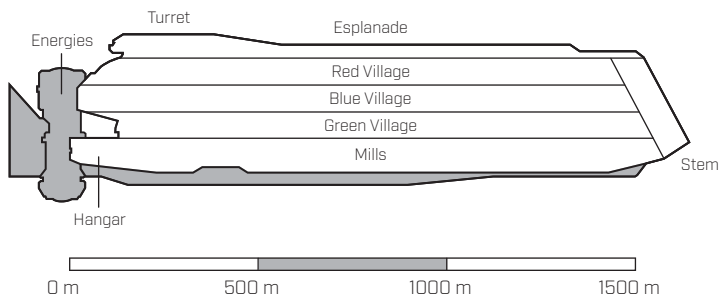 Turret
Energies
Esplanade
Red Village
Blue Village
Green Village
Mills
Stem
Hangar
0 m 500 m 1000 m 1500 m